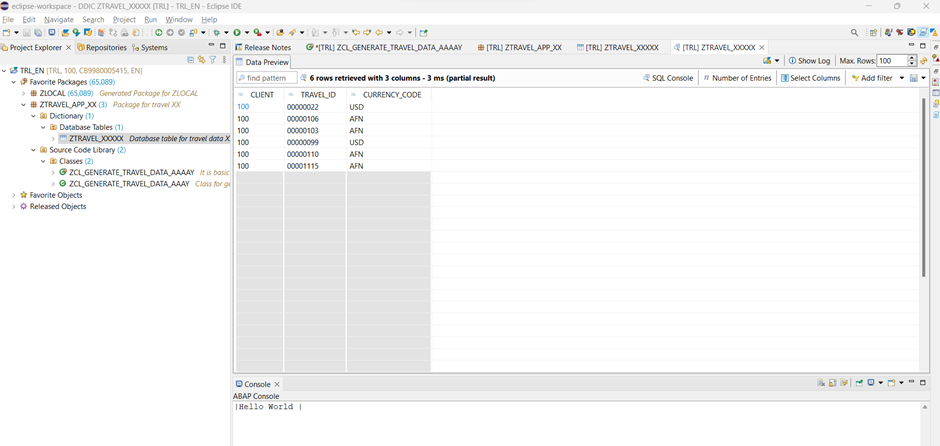 eclipse-workspace - DDIC ZTRAVEL_XXXXX [TRL] - TRL_EN - Eclipse IDE
File Edit Navigate Search Project Run Window Help
Project Explorer Repositories Systems
Release Notes *[TRL] ZCL_GENERATE_TRAVEL_DATA_AAAAY [TRL] ZTRAVEL_APP_XX [TRL] ZTRAVEL_XXXXX [TRL] ZTRAVEL_XXXXX
Data Preview Show Log Max. Rows: 100
find pattern 6 rows retrieved with 3 columns - 3 ms (partial result) SQL Console Number of Entries Select Columns Add filter
TRL_EN [TRL, 100, CB9980005415, EN]
Favorite Packages (65,089)
ZLOCAL (65,089) Generated Package for ZLOCAL
ZTRAVEL_APP_XX (3) Package for travel XX
Dictionary (1)
Database Tables (1)
ZTRAVEL_XXXXX Database table for travel data X
Source Code Library (2)
Classes (2)
ZCL_GENERATE_TRAVEL_DATA_AAAAY It is basic
ZCL_GENERATE_TRAVEL_DATA_AAAY Class for ge
Favorite Objects
Released Objects
CLIENT TRAVEL_ID CURRENCY_CODE
100 00000022 USD
100 00000106 AFN
100 00000103 AFN
100 00000099 USD
100 00000110 AFN
100 00001115 AFN
Console
ABAP Console
|Hello World |